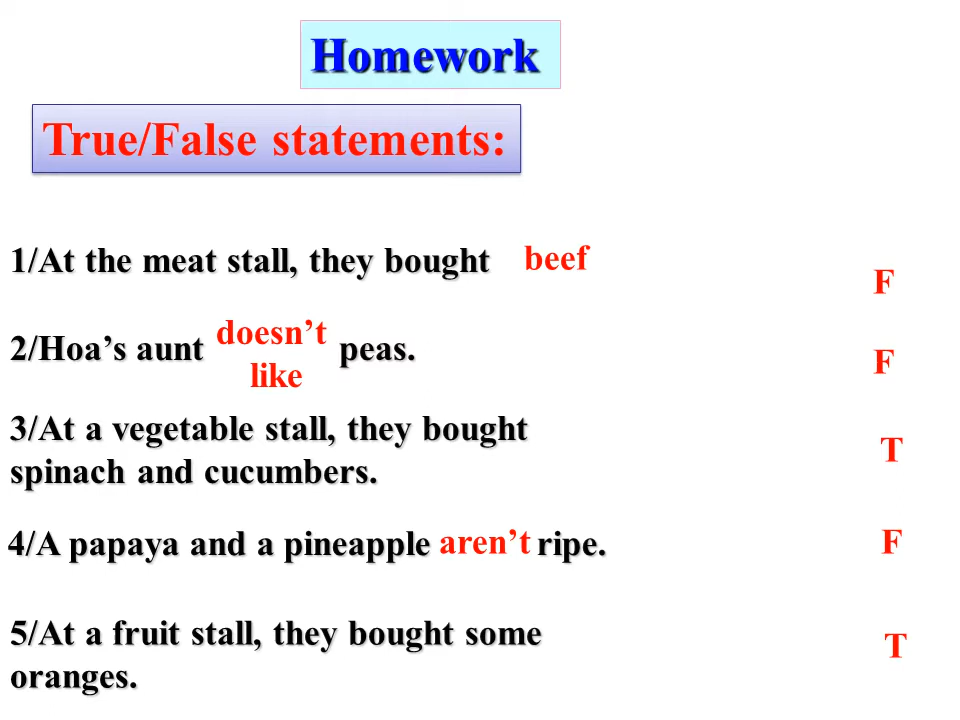 Homework
True/False statements:
1/At the meat stall, they bought beef
F
2/Hoa’s aunt doesn’t like peas.
F
3/At a vegetable stall, they bought
spinach and cucumbers.
T
4/A papaya and a pineapple aren’t ripe.
F
5/At a fruit stall, they bought some
oranges.
T